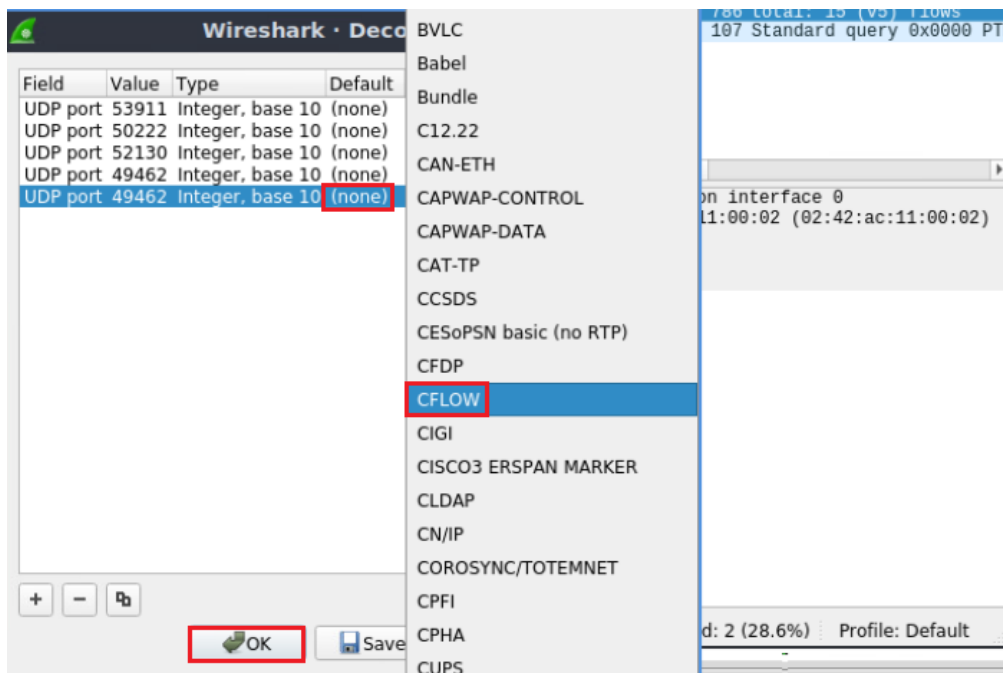 Wireshark · Deco
Field Value Type Default
UDP port 53911 Integer, base 10 (none)
UDP port 50222 Integer, base 10 (none)
UDP port 52130 Integer, base 10 (none)
UDP port 49462 Integer, base 10 (none)
UDP port 49462 Integer, base 10 (none)
OK
Save
BVLC
Babel
Bundle
C12.22
CAN-ETH
CAPWAP-CONTROL
CAPWAP-DATA
CAT-TP
CCSDS
CESoPSN basic (no RTP)
CFDP
CFLOW
CIGI
CISCO3 ERSPAN MARKER
CLDAP
CN/IP
COROSYNC/TOTEMNET
CPFI
CPHA
CUPS
786 total: 15 (v5) flows
107 Standard query 0x0000 PT
on interface 0
11:00:02 (02:42:ac:11:00:02)
d: 2 (28.6%) Profile: Default